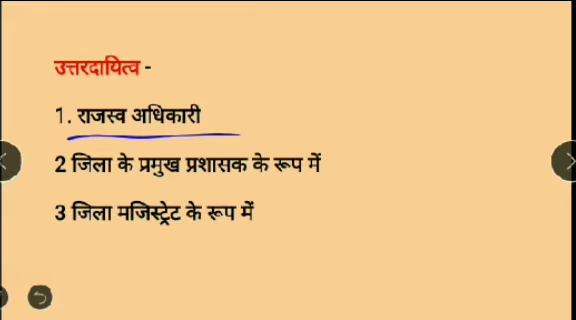 उत्तरदायित्व -
1. राजस्व अधिकारी
2 जिला के प्रमुख प्रशासक के रूप में
3 जिला मजिस्ट्रेट के रूप में